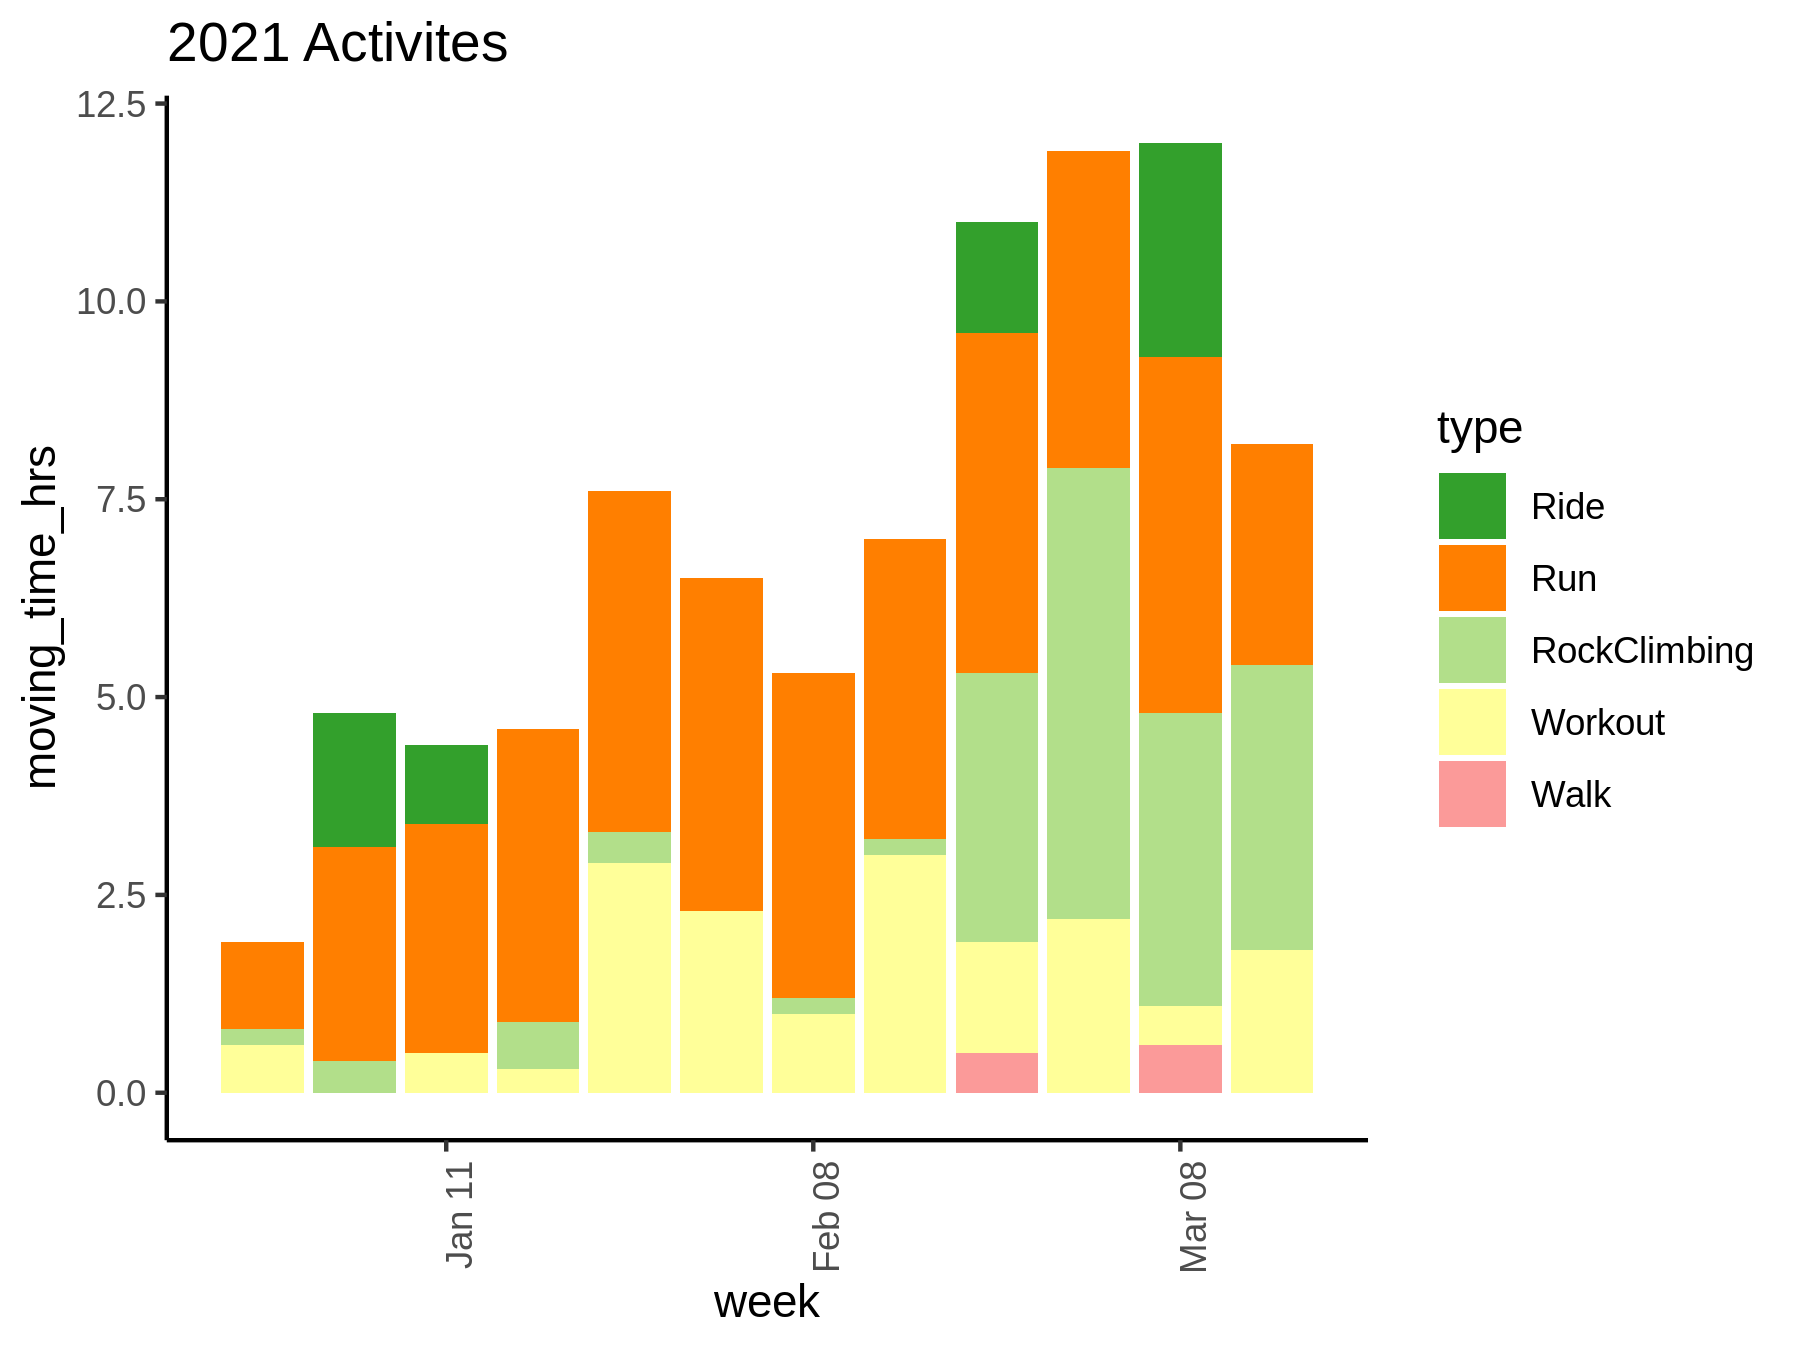 2021 Activites
12.5
10.0
7.5
5.0
2.5
0.0
moving_time_hrs
Jan 11
Feb 08
Mar 08
week
type
Ride
Run
RockClimbing
Workout
Walk